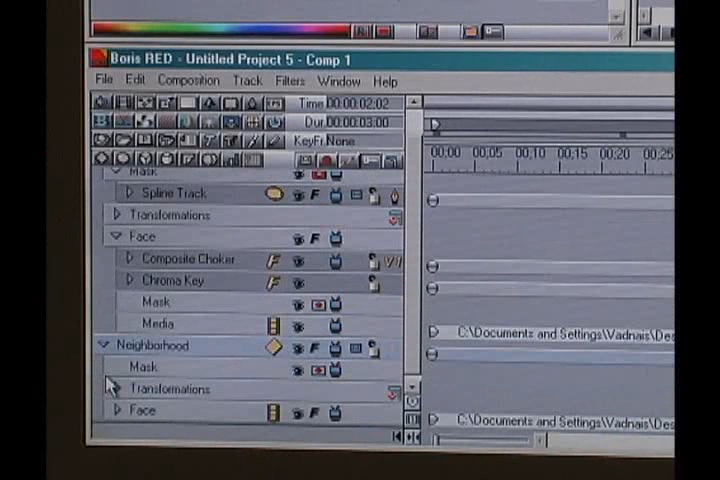 Boris RED - Untitled Project 5 - Comp 1
File Edit Composition Track Filters Window Help
Time 00:00:02:02
Dur. 00:00:03:00
KeyFr. None
00;00 00;05 00;10 00;15 00;20 00;25
Mask
Spline Track
Transformations
Face
Composite Choker
Chroma Key
Mask
Media
C:\Documents and Settings\Vadnais\Des
Neighborhood
Mask
Transformations
Face
C:\Documents and Settings\Vadnais\Des